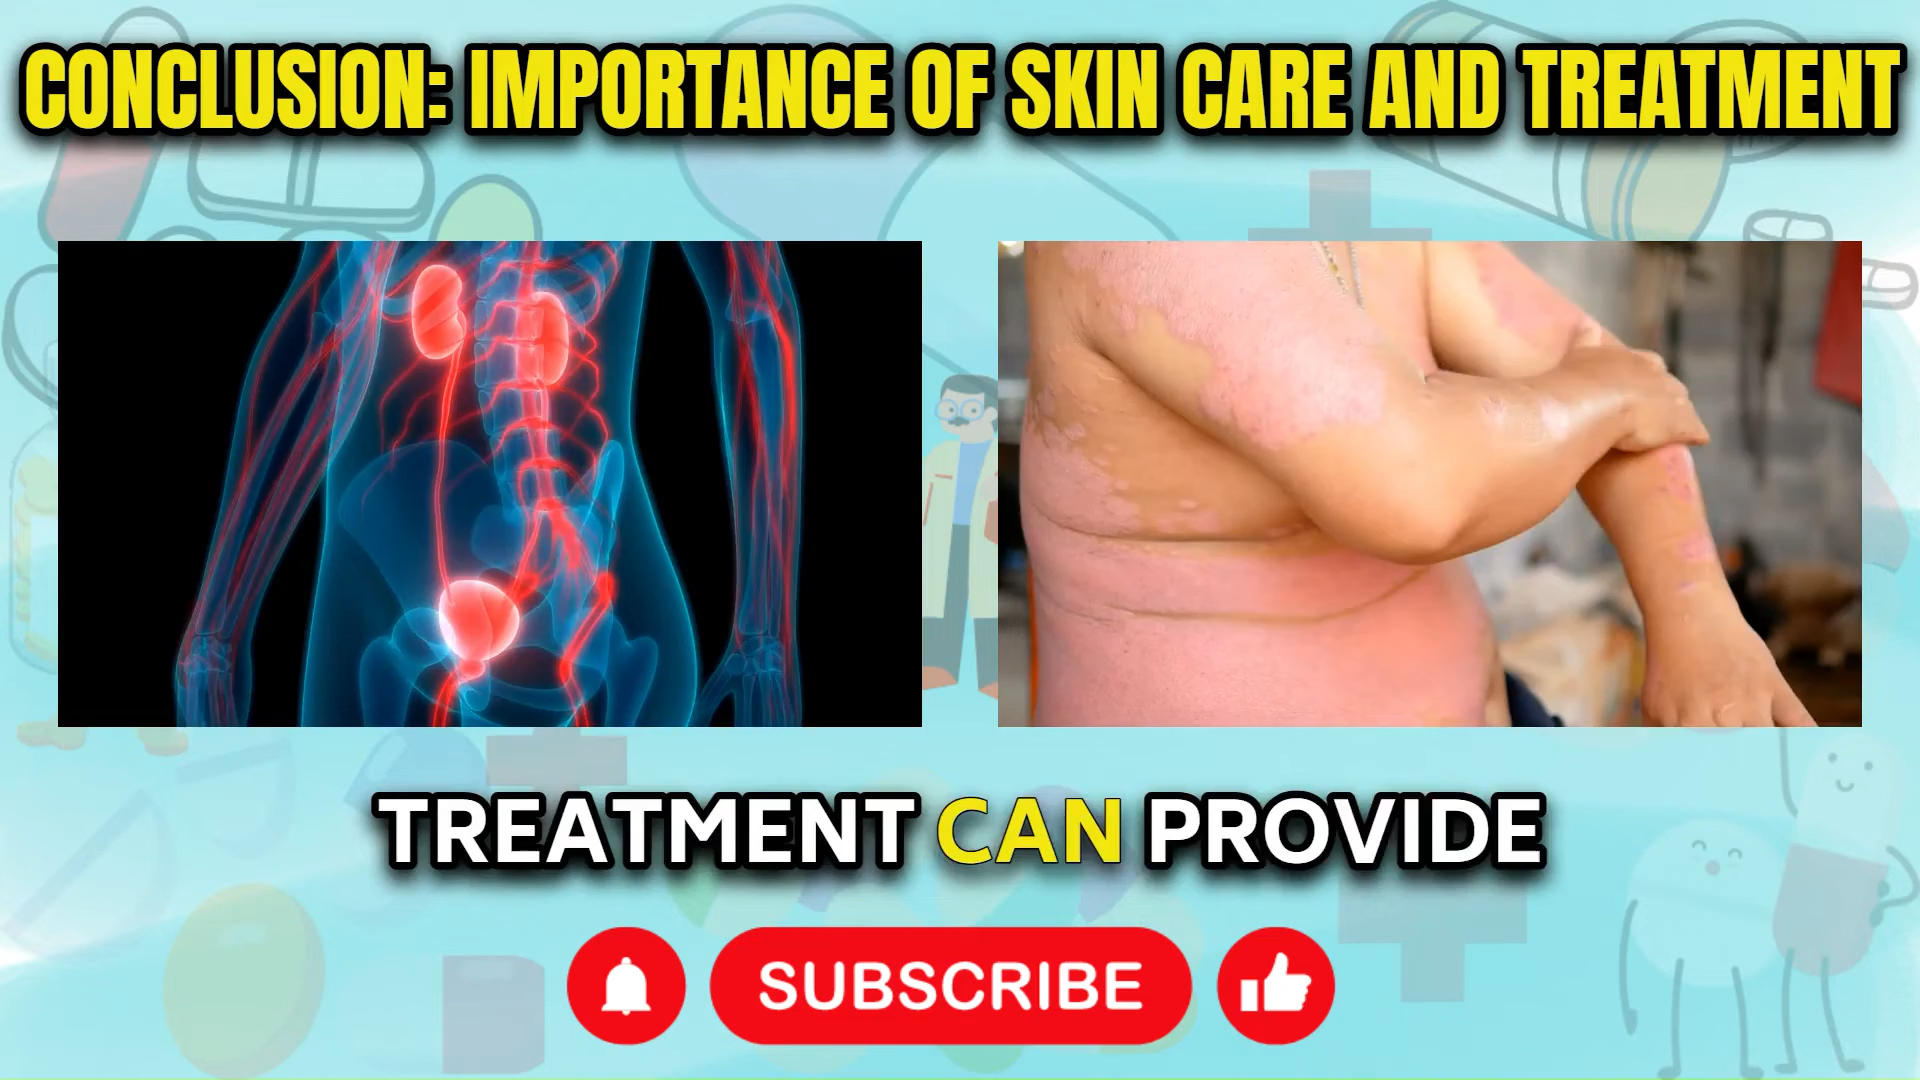 CONCLUSION: IMPORTANCE OF SKIN CARE AND TREATMENT
TREATMENT CAN PROVIDE
SUBSCRIBE